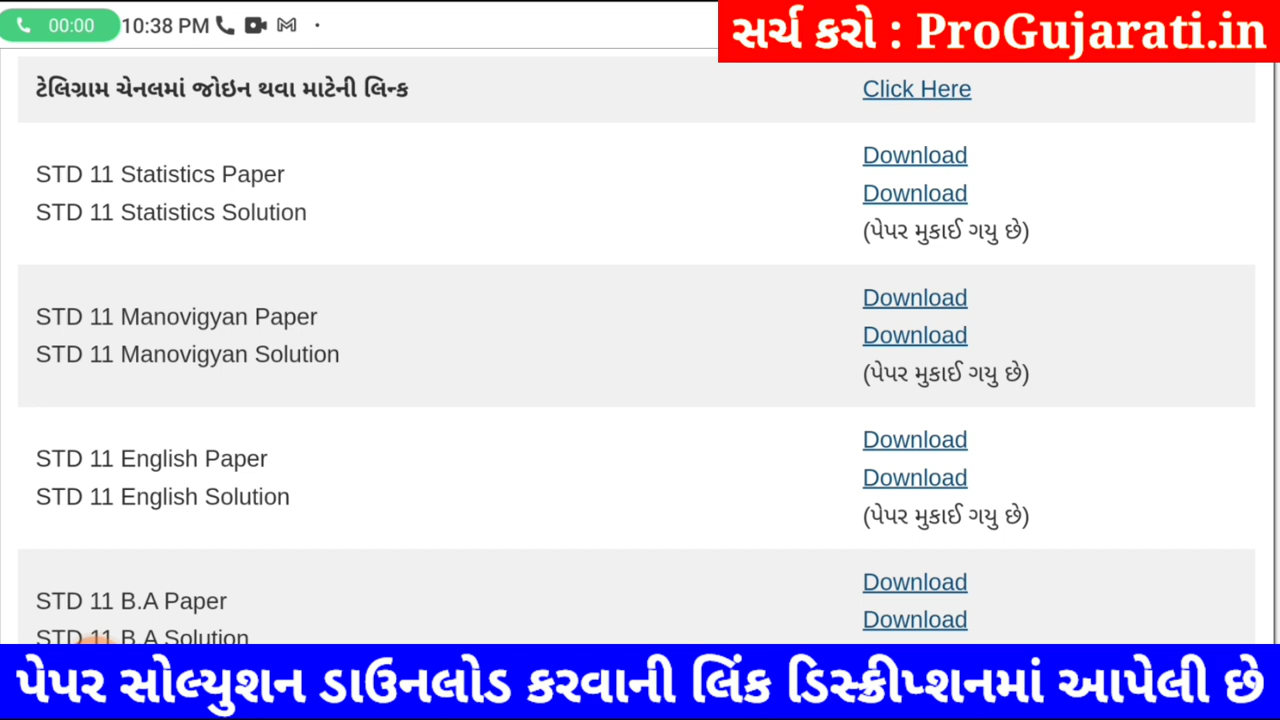 00:00 10:38 PM
સર્ચ કરો : ProGujarati.in
ટેલિગ્રામ ચેનલમાં જોઇન થવા માટેની લિન્ક Click Here
STD 11 Statistics Paper Download
STD 11 Statistics Solution Download
(પેપર મુકાઈ ગયુ છે)
STD 11 Manovigyan Paper Download
STD 11 Manovigyan Solution Download
(પેપર મુકાઈ ગયુ છે)
STD 11 English Paper Download
STD 11 English Solution Download
(પેપર મુકાઈ ગયુ છે)
STD 11 B.A Paper Download
STD 11 B.A Solution Download
પેપર સોલ્યુશન ડાઉનલોડ કરવાની લિંક ડિસ્ક્રીપ્શનમાં આપેલી છે